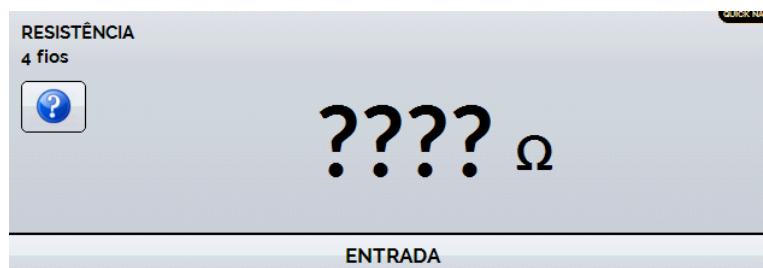 RESISTÊNCIA
4 fios
?
???? Ω
ENTRADA